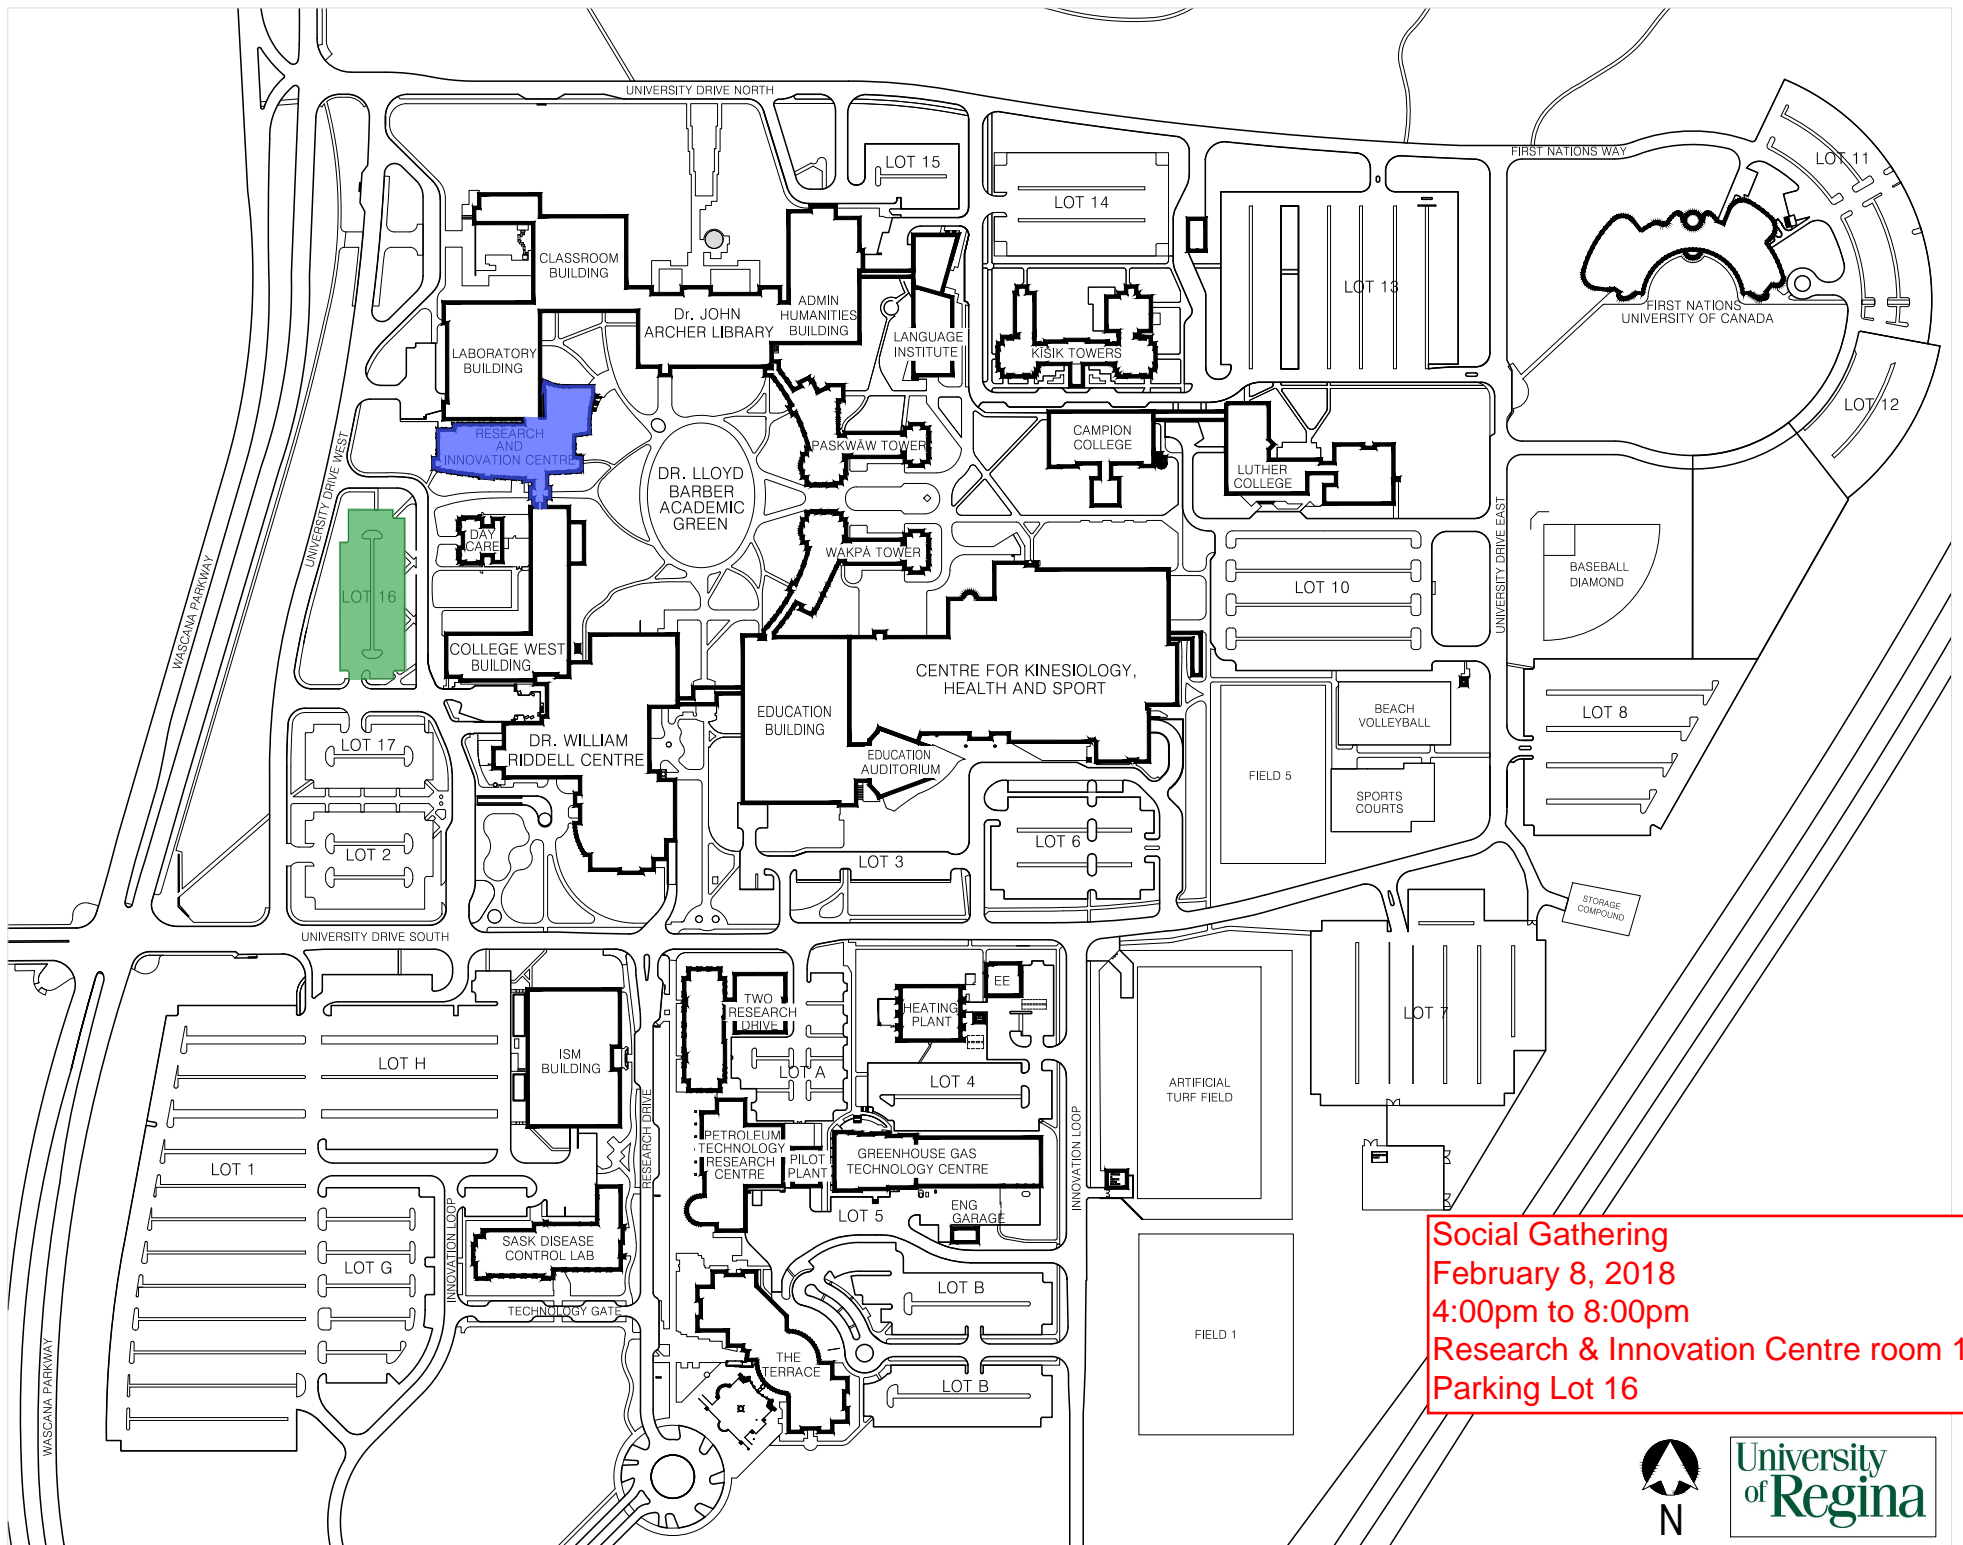 UNIVERSITY DRIVE NORTH
FIRST NATIONS WAY
LOT 11
LOT 15
LOT 14
CLASSROOM
BUILDING
LOT 13
ADMIN
HUMANITIES
BUILDING
Dr. JOHN
ARCHER LIBRARY
FIRST NATIONS
UNIVERSITY OF CANADA
LANGUAGE
INSTITUTE
KĪSIK TOWERS
LABORATORY
BUILDING
LOT 12
RESEARCH
AND
INNOVATION CENTRE
PASKWĀW TOWER
CAMPION
COLLEGE
LUTHER
COLLEGE
UNIVERSITY DRIVE WEST
DR. LLOYD
BARBER
ACADEMIC
GREEN
DAY
CARE
WAKPÁ TOWER
UNIVERSITY DRIVE EAST
BASEBALL
DIAMOND
LOT 10
LOT 16
WASCANA PARKWAY
COLLEGE WEST
BUILDING
CENTRE FOR KINESIOLOGY,
HEALTH AND SPORT
EDUCATION
BUILDING
BEACH
VOLLEYBALL
LOT 8
LOT 17
DR. WILLIAM
RIDDELL CENTRE
EDUCATION
AUDITORIUM
FIELD 5
SPORTS
COURTS
LOT 2
LOT 3
LOT 6
STORAGE
COMPOUND
UNIVERSITY DRIVE SOUTH
TWO
RESEARCH
DRIVE
HEATING
PLANT
EE
LOT 7
LOT H
ISM
BUILDING
LOT A
LOT 4
ARTIFICIAL
TURF FIELD
RESEARCH DRIVE
INNOVATION LOOP
PETROLEUM
TECHNOLOGY
RESEARCH
CENTRE
PILOT
PLANT
GREENHOUSE GAS
TECHNOLOGY CENTRE
LOT 1
LOT 5
ENG
GARAGE
INNOVATION LOOP
SASK DISEASE
CONTROL LAB
LOT G
TECHNOLOGY GATE
LOT B
FIELD 1
THE
TERRACE
LOT B
WASCANA PARKWAY
Social Gathering
February 8, 2018
4:00pm to 8:00pm
Research & Innovation Centre room 1
Parking Lot 16
N
University
of Regina